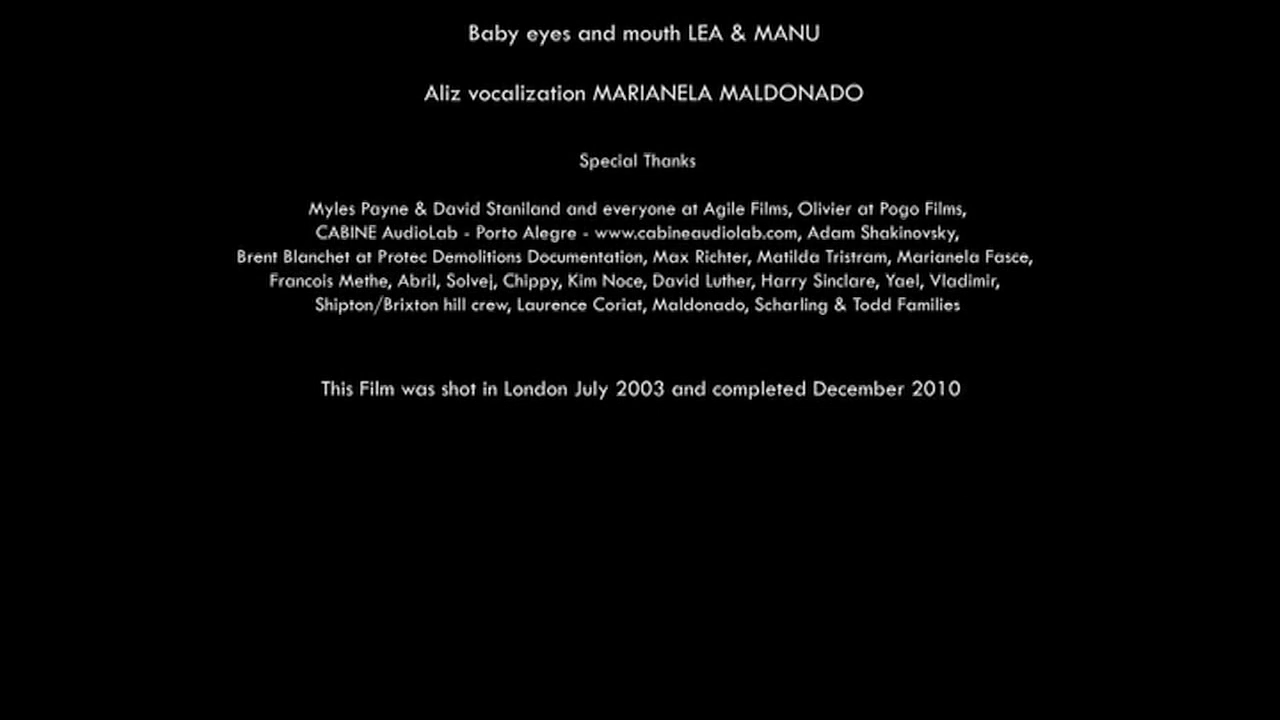 Baby eyes and mouth LEA & MANU
Aliz vocalization MARIANELA MALDONADO
Special Thanks
Myles Payne & David Staniland and everyone at Agile Films, Olivier at Pogo Films,
CABINE AudioLab - Porto Alegre - www.cabineaudiolab.com, Adam Shakinovsky,
Brent Blanchet at Protec Demolitions Documentation, Max Richter, Matilda Tristram, Marianela Fasce,
Francois Methe, Abril, Solvej, Chippy, Kim Noce, David Luther, Harry Sinclare, Yael, Vladimir,
Shipton/Brixton hill crew, Laurence Coriat, Maldonado, Scharling & Todd Families
This Film was shot in London July 2003 and completed December 2010